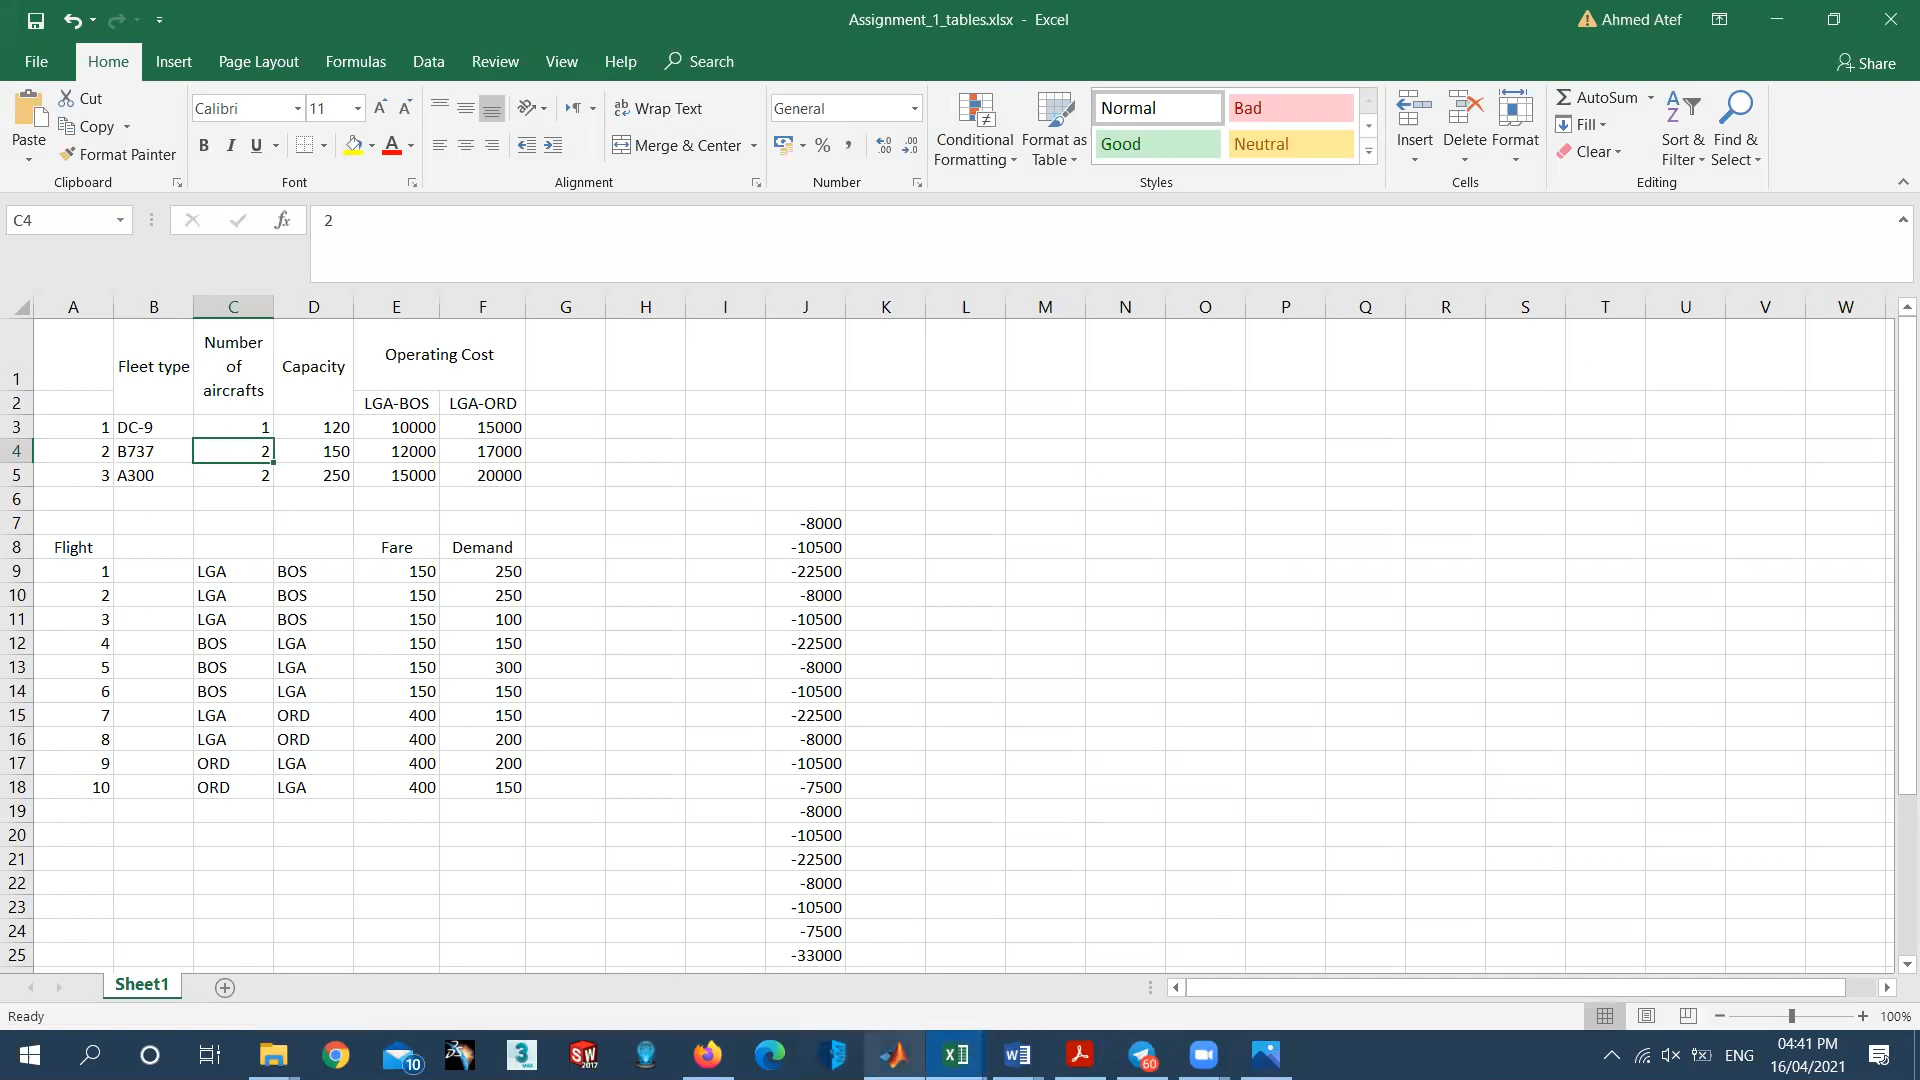 Assignment_1_tables.xlsx - Excel
Ahmed Atef
File Home Insert Page Layout Formulas Data Review View Help Search
Share
Paste
Cut
Copy
Format Painter
Clipboard
Calibri 11
B I U
Font
Wrap Text
Merge & Center
Alignment
General
Number
Conditional Formatting
Format as Table
Normal Bad
Good Neutral
Styles
Insert Delete Format
Cells
AutoSum
Fill
Clear
Sort & Filter
Find & Select
Editing
C4 fx 2
A B C D E F G H I J K L M N O P Q R S T U V W
1 Fleet type Number of aircrafts Capacity Operating Cost
2 LGA-BOS LGA-ORD
3 1 DC-9 1 120 10000 15000
4 2 B737 2 150 12000 17000
5 3 A300 2 250 15000 20000
6
7 -8000
8 Flight Fare Demand -10500
9 1 LGA BOS 150 250 -22500
10 2 LGA BOS 150 250 -8000
11 3 LGA BOS 150 100 -10500
12 4 BOS LGA 150 150 -22500
13 5 BOS LGA 150 300 -8000
14 6 BOS LGA 150 150 -10500
15 7 LGA ORD 400 150 -22500
16 8 LGA ORD 400 200 -8000
17 9 ORD LGA 400 200 -10500
18 10 ORD LGA 400 150 -7500
19 -8000
20 -10500
21 -22500
22 -8000
23 -10500
24 -7500
25 -33000
Sheet1
Ready
100%
10
3
SW
2017
60
ENG
04:41 PM
16/04/2021